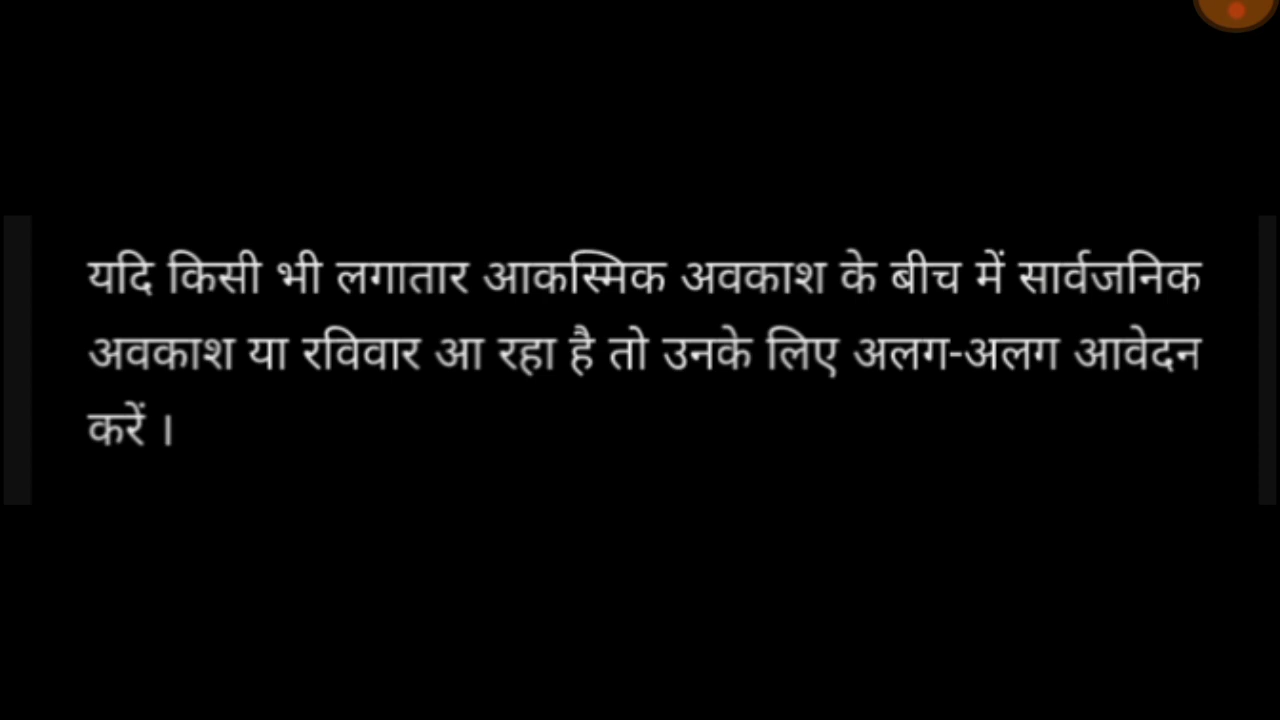 यदि किसी भी लगातार आकस्मिक अवकाश के बीच में सार्वजनिक
अवकाश या रविवार आ रहा है तो उनके लिए अलग-अलग आवेदन
करें ।